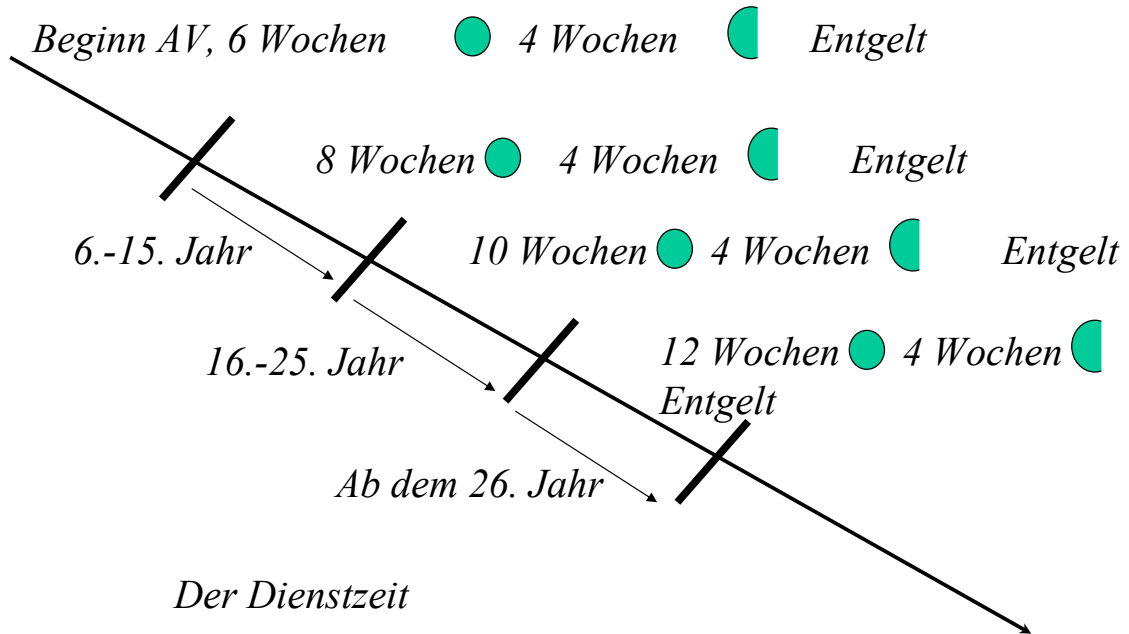 Beginn AV, 6 Wochen 4 Wochen Entgelt
8 Wochen 4 Wochen Entgelt
6.-15. Jahr
10 Wochen 4 Wochen Entgelt
16.-25. Jahr
12 Wochen 4 Wochen
Entgelt
Ab dem 26. Jahr
Der Dienstzeit